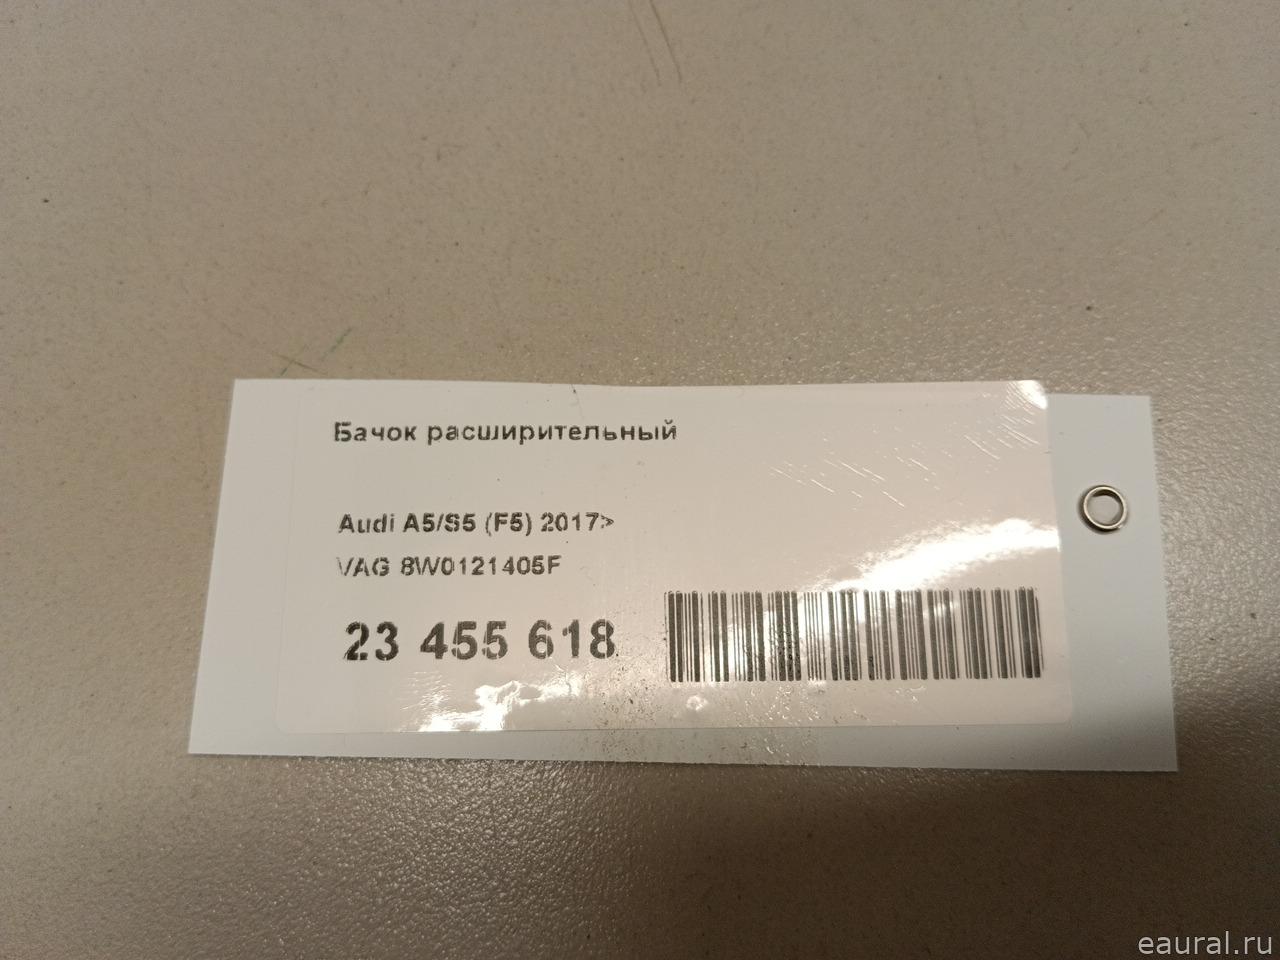 Бачок расширительный
Audi A5/S5 (F5) 2017>
VAG 8W0121405F
23 455 618
eaural.ru